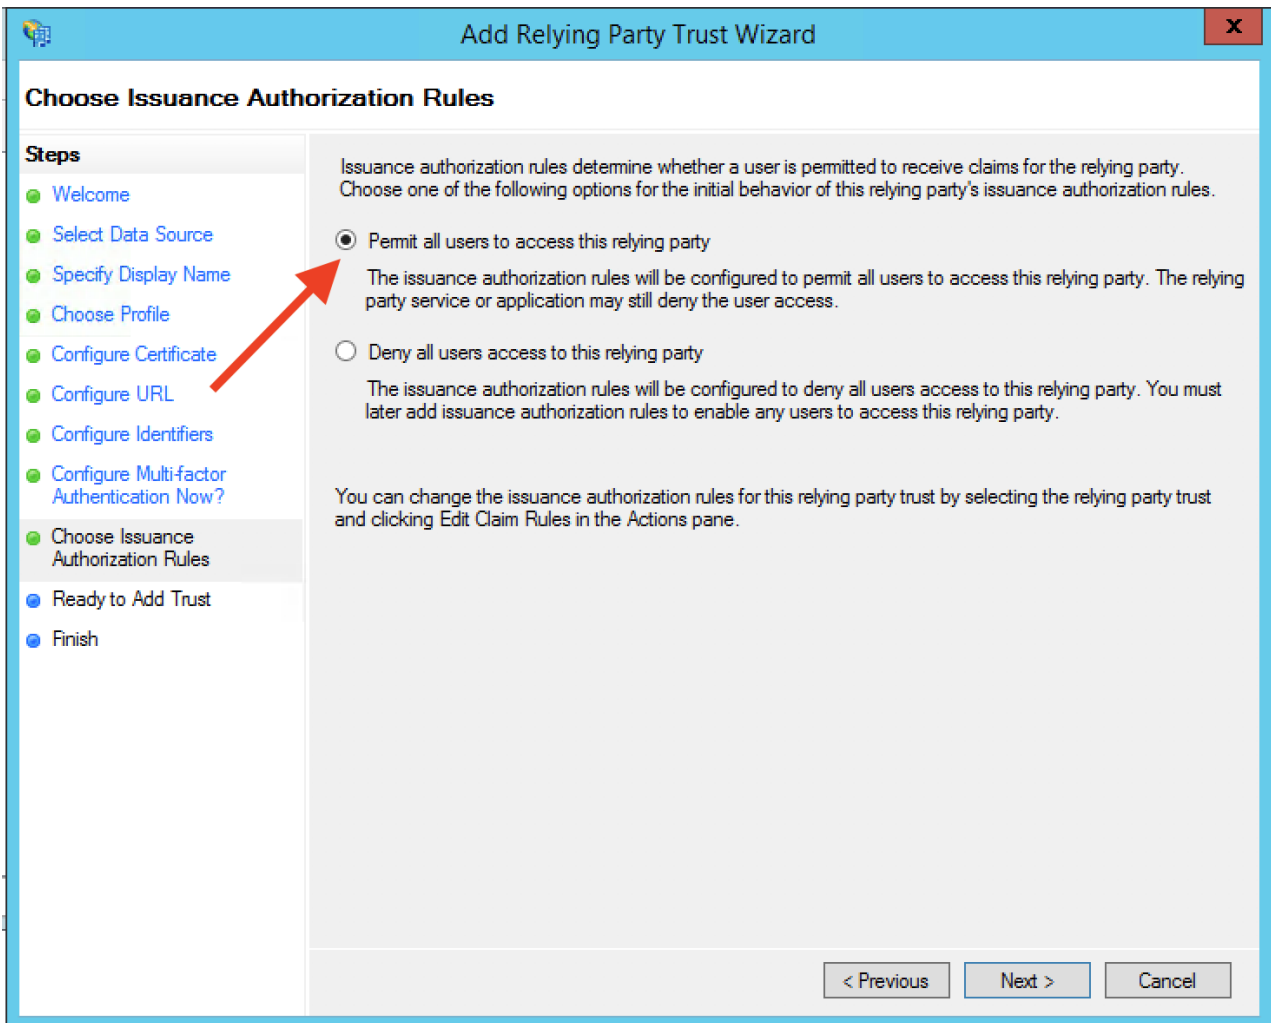 Add Relying Party Trust Wizard
X
Choose Issuance Authorization Rules
Steps
Welcome
Select Data Source
Specify Display Name
Choose Profile
Configure Certificate
Configure URL
Configure Identifiers
Configure Multi-factor
Authentication Now?
Choose Issuance
Authorization Rules
Ready to Add Trust
Finish
Issuance authorization rules determine whether a user is permitted to receive claims for the relying party.
Choose one of the following options for the initial behavior of this relying party's issuance authorization rules.
Permit all users to access this relying party
The issuance authorization rules will be configured to permit all users to access this relying party. The relying
party service or application may still deny the user access.
Deny all users access to this relying party
The issuance authorization rules will be configured to deny all users access to this relying party. You must
later add issuance authorization rules to enable any users to access this relying party.
You can change the issuance authorization rules for this relying party trust by selecting the relying party trust
and clicking Edit Claim Rules in the Actions pane.
< Previous
Next >
Cancel